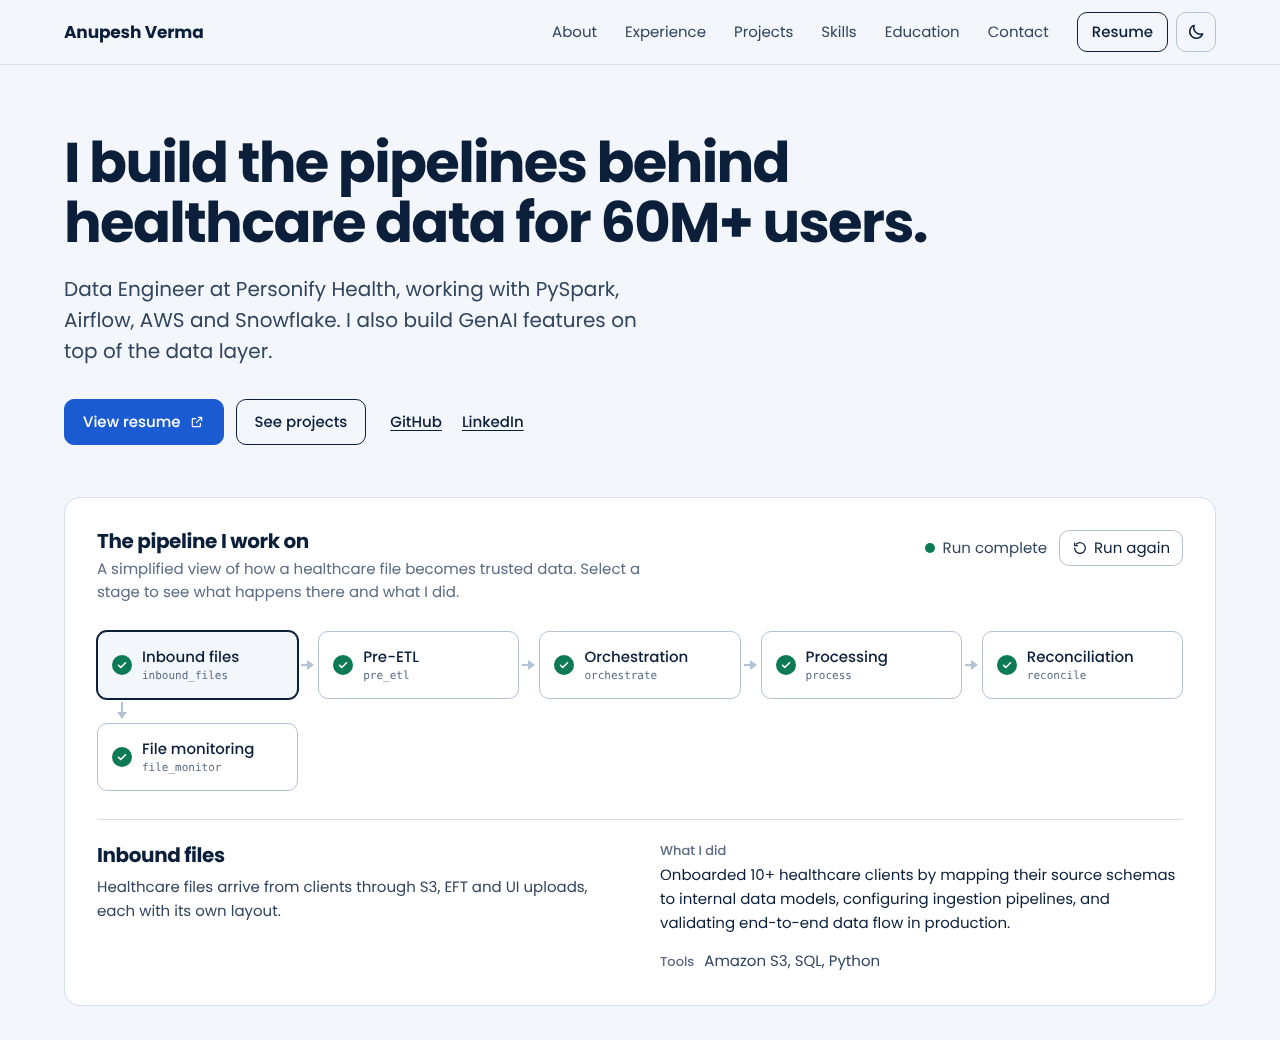 Anupesh Verma
About
Experience
Projects
Skills
Education
Contact
Resume
I build the pipelines behind
healthcare data for 60M+ users.
Data Engineer at Personify Health, working with PySpark,
Airflow, AWS and Snowflake. I also build GenAI features on
top of the data layer.
View resume
See projects
GitHub
LinkedIn
The pipeline I work on
A simplified view of how a healthcare file becomes trusted data. Select a
stage to see what happens there and what I did.
Run complete
Run again
Inbound files
inbound_files
Pre-ETL
pre_etl
Orchestration
orchestrate
Processing
process
Reconciliation
reconcile
File monitoring
file_monitor
Inbound files
Healthcare files arrive from clients through S3, EFT and UI uploads,
each with its own layout.
What I did
Onboarded 10+ healthcare clients by mapping their source schemas
to internal data models, configuring ingestion pipelines, and
validating end-to-end data flow in production.
Tools Amazon S3, SQL, Python